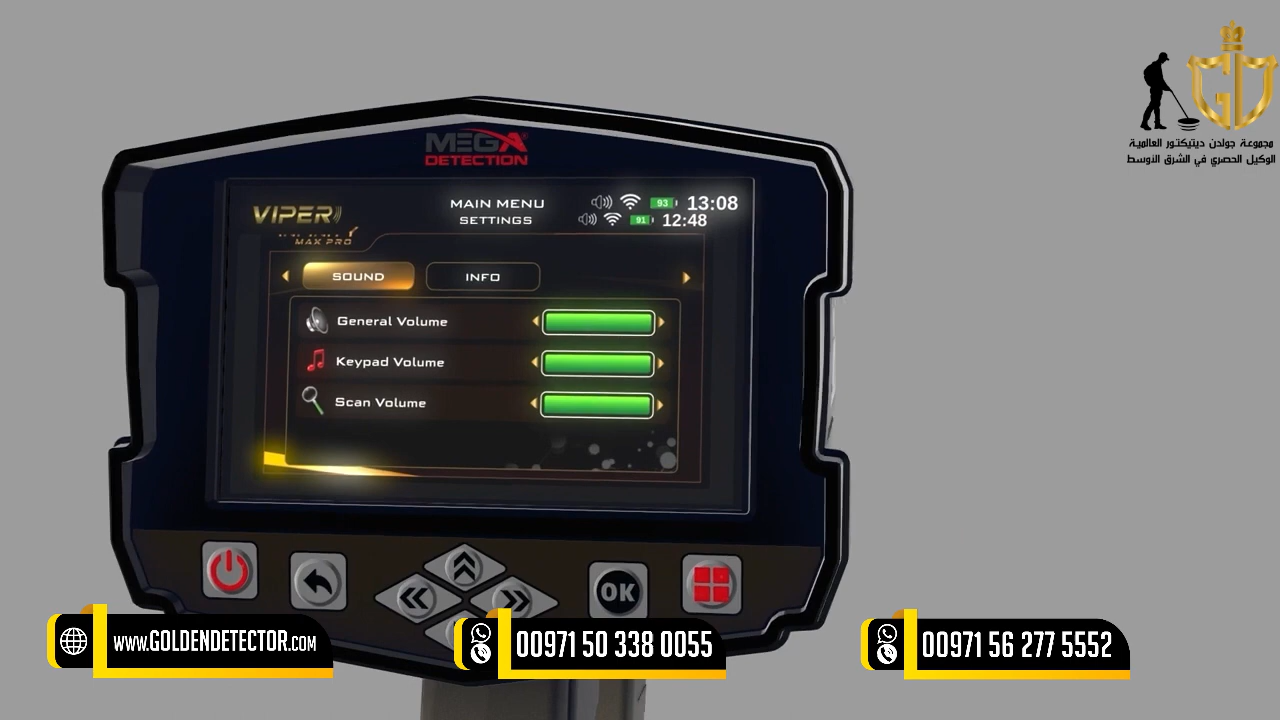 مجموعة جولدن ديتيكتور العالمية
الوكيل الحصري في الشرق الأوسط
MEGA
DETECTION
VIPER
MAX PRO
MAIN MENU
SETTINGS
93
13:08
91
12:48
SOUND
INFO
General Volume
Keypad Volume
Scan Volume
OK
WWW.GOLDENDETECTOR.COM
00971 50 338 0055
00971 56 277 5552